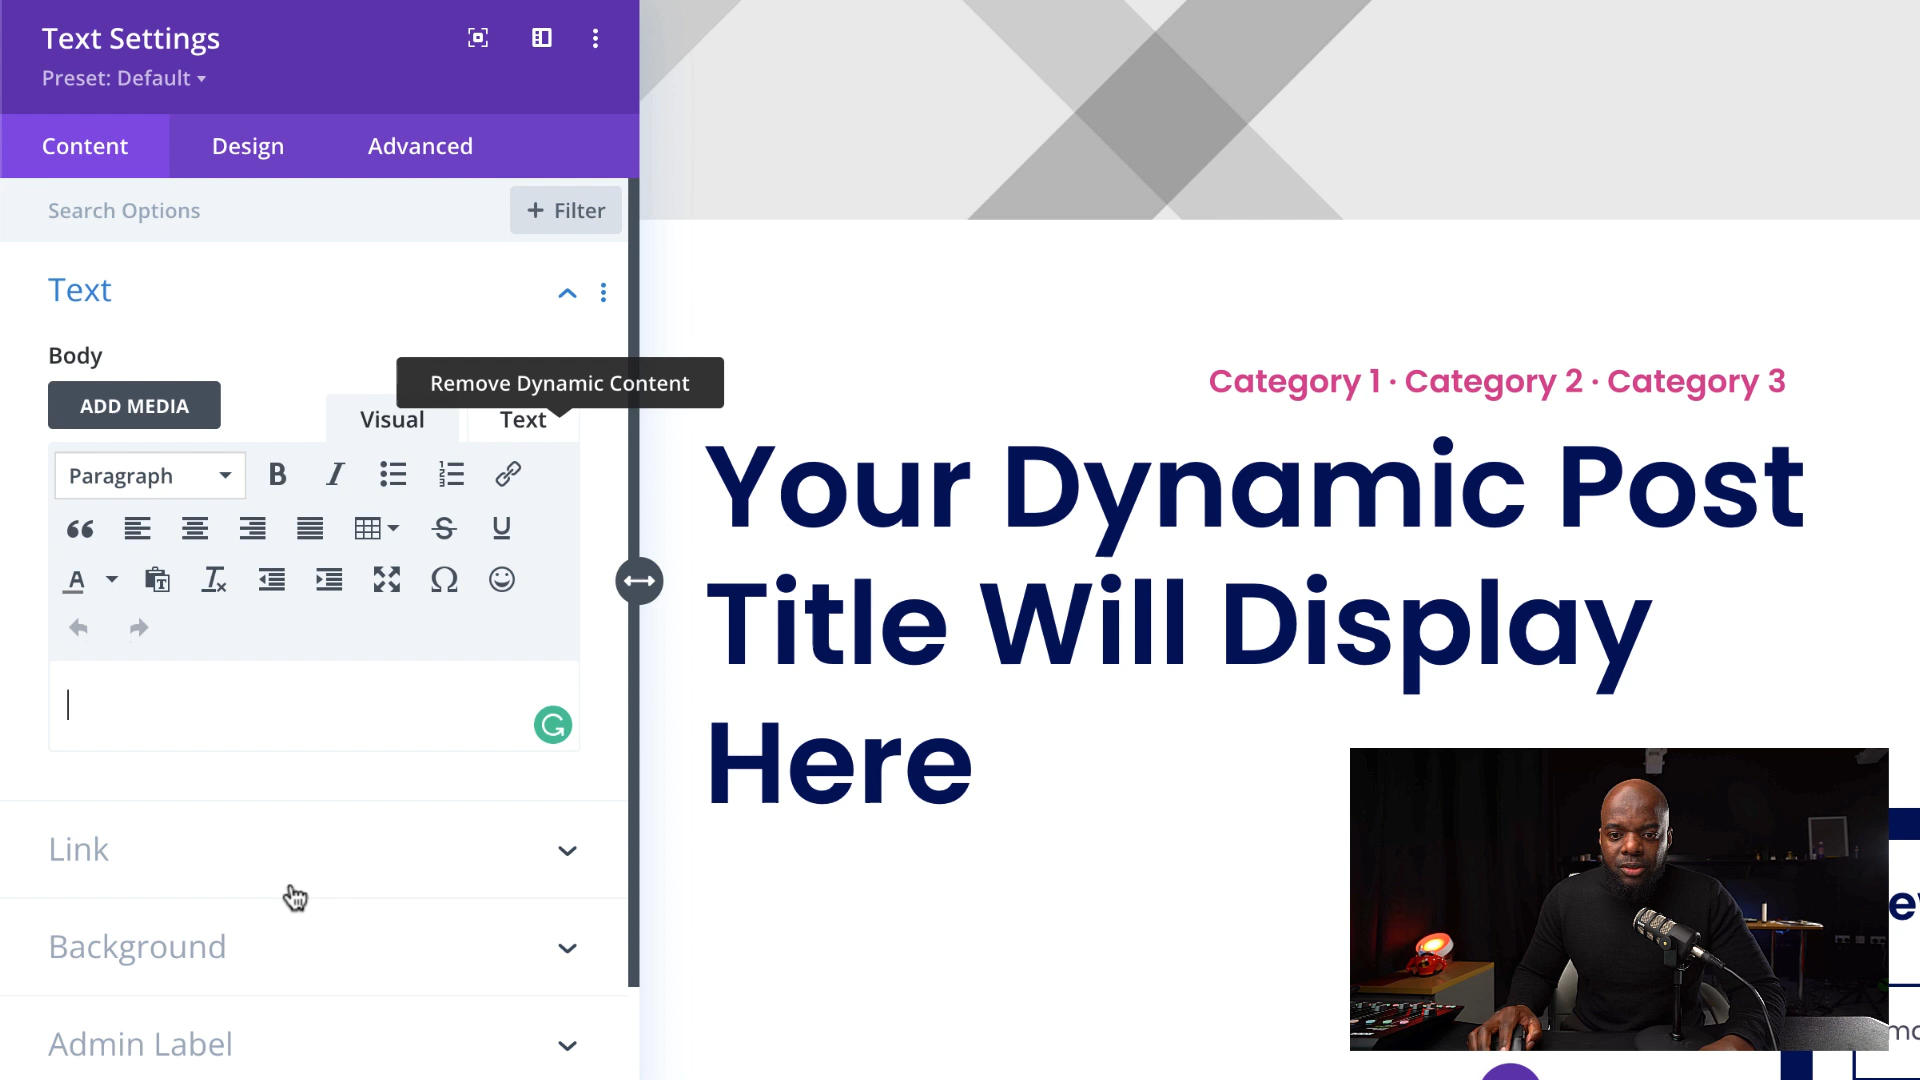 Text Settings
Preset: Default
Content
Design
Advanced
Search Options
+ Filter
Text
Body
Remove Dynamic Content
ADD MEDIA
Visual
Text
Paragraph
B
I
S
U
A
Link
Background
Admin Label
Category 1 · Category 2 · Category 3
Your Dynamic Post
Title Will Display
Here